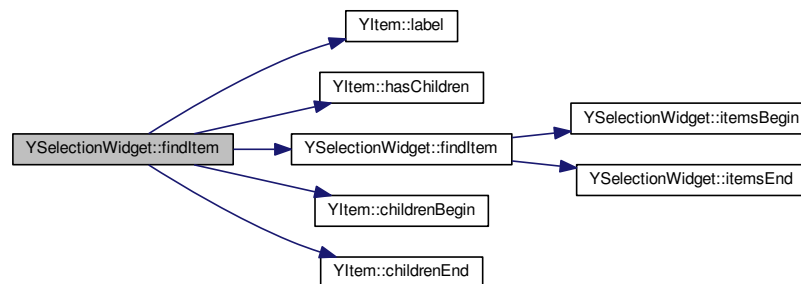 YItem::label
YItem::hasChildren
YSelectionWidget::itemsBegin
YSelectionWidget::findItem
YSelectionWidget::findItem
YSelectionWidget::itemsEnd
YItem::childrenBegin
YItem::childrenEnd